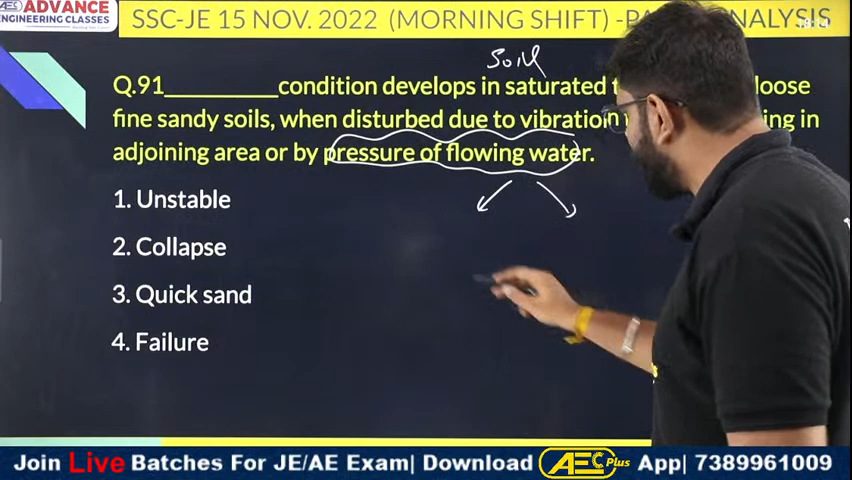 ADVANCE
ENGINEERING CLASSES
SSC-JE 15 NOV. 2022 (MORNING SHIFT) -PA ANALYSIS
Soil
Q.91_________condition develops in saturated loose
fine sandy soils, when disturbed due to vibration ing in
adjoining area or by pressure of flowing water.
1. Unstable
2. Collapse
3. Quick sand
4. Failure
Join Live Batches For JE/AE Exam| Download AEC Plus App| 7389961009